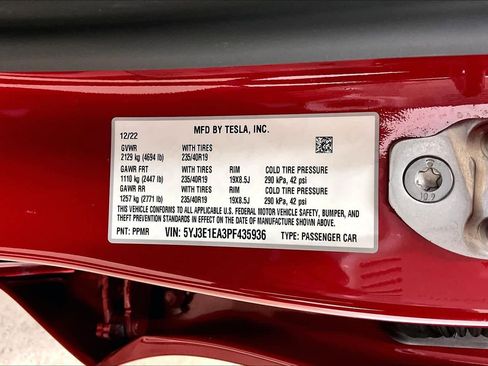 MFD BY TESLA, INC.
12/22
GVWR WITH TIRES
2129 kg (4694 lb) 235/40R19
GAWR FRT WITH TIRES RIM COLD TIRE PRESSURE
1110 kg (2447 lb) 235/40R19 19X8.5J 290 kPa, 42 psi
GAWR RR WITH TIRES RIM COLD TIRE PRESSURE
1257 kg (2771 lb) 235/40R19 19X8.5J 290 kPa, 42 psi
THIS VEHICLE CONFORMS TO ALL APPLICABLE U.S. FEDERAL MOTOR VEHICLE SAFETY, BUMPER, AND
THEFT PREVENTION STANDARDS IN EFFECT ON THE DATE OF MANUFACTURE SHOWN ABOVE.
PNT: PPMR VIN: 5YJ3E1EA3PF435936 TYPE: PASSENGER CAR
10.9